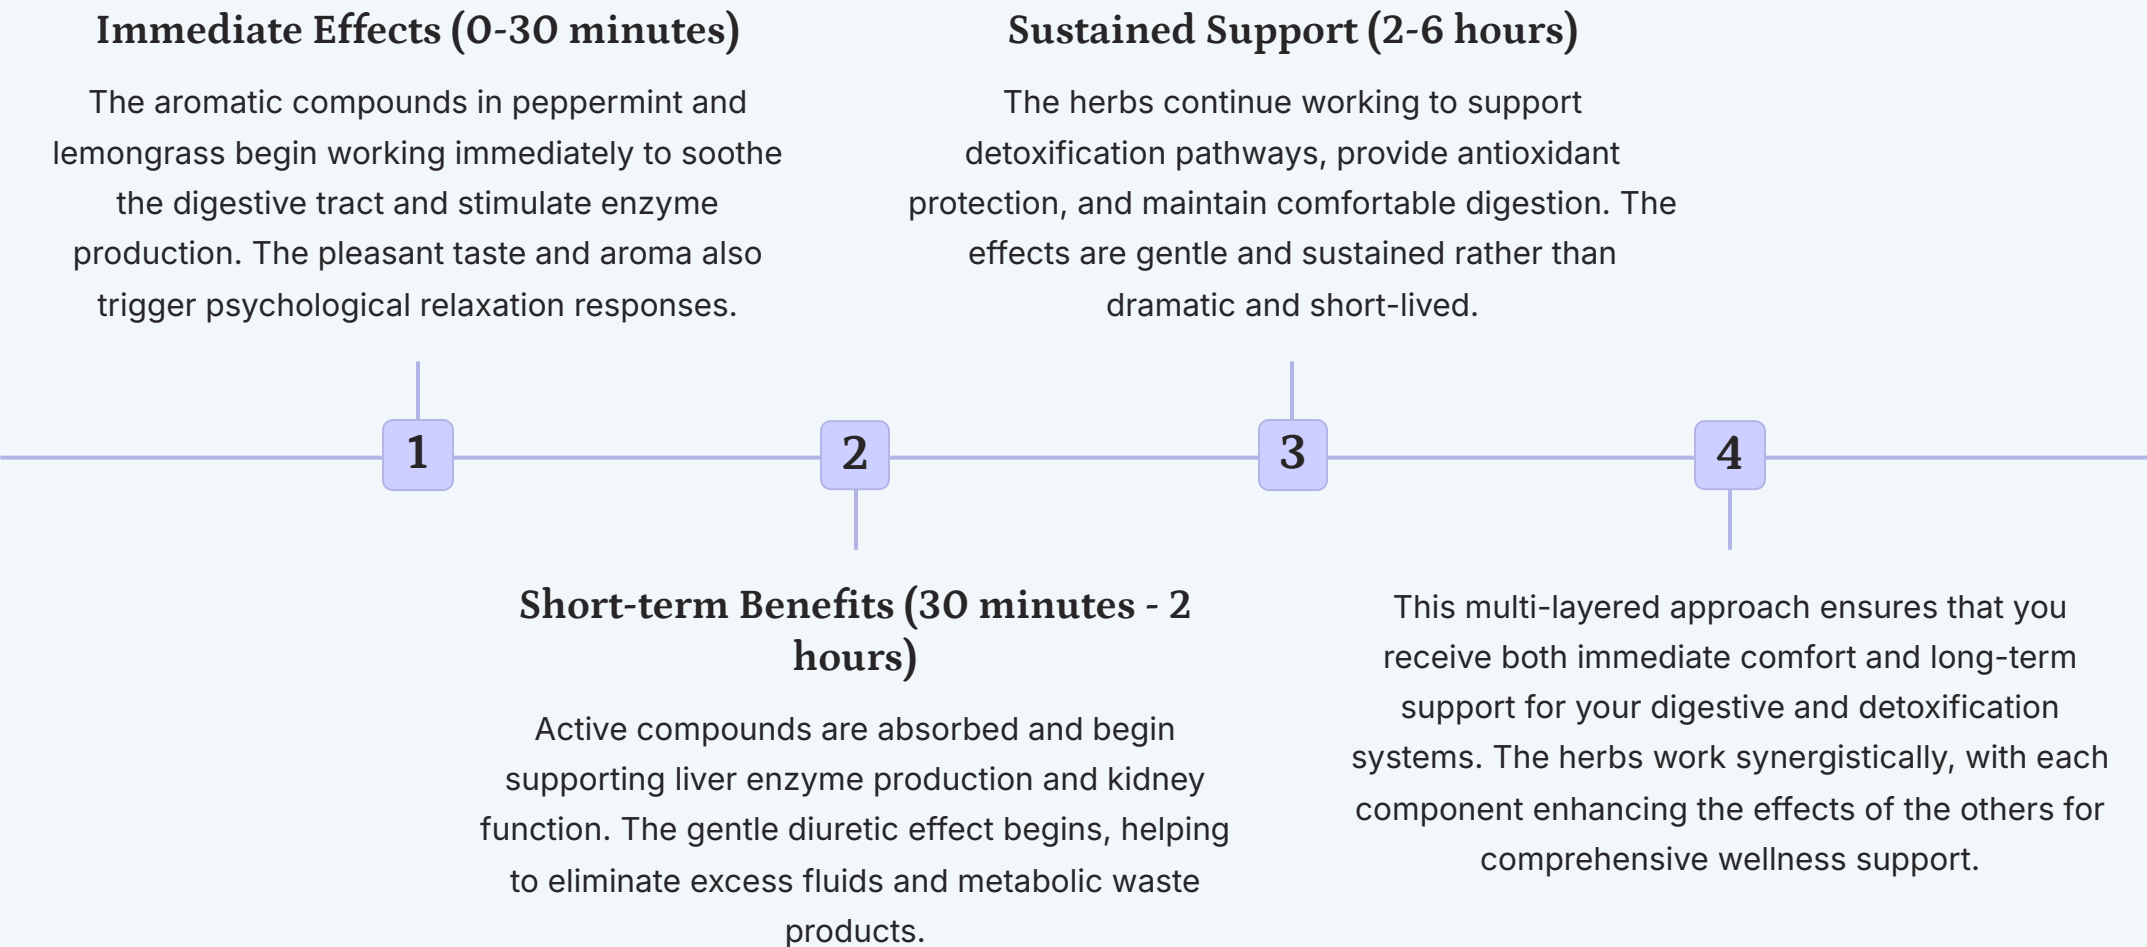 Immediate Effects (0-30 minutes)
The aromatic compounds in peppermint and
lemongrass begin working immediately to soothe
the digestive tract and stimulate enzyme
production. The pleasant taste and aroma also
trigger psychological relaxation responses.
Sustained Support (2-6 hours)
The herbs continue working to support
detoxification pathways, provide antioxidant
protection, and maintain comfortable digestion. The
effects are gentle and sustained rather than
dramatic and short-lived.
1
2
3
4
Short-term Benefits (30 minutes - 2
hours)
Active compounds are absorbed and begin
supporting liver enzyme production and kidney
function. The gentle diuretic effect begins, helping
to eliminate excess fluids and metabolic waste
products.
This multi-layered approach ensures that you
receive both immediate comfort and long-term
support for your digestive and detoxification
systems. The herbs work synergistically, with each
component enhancing the effects of the others for
comprehensive wellness support.